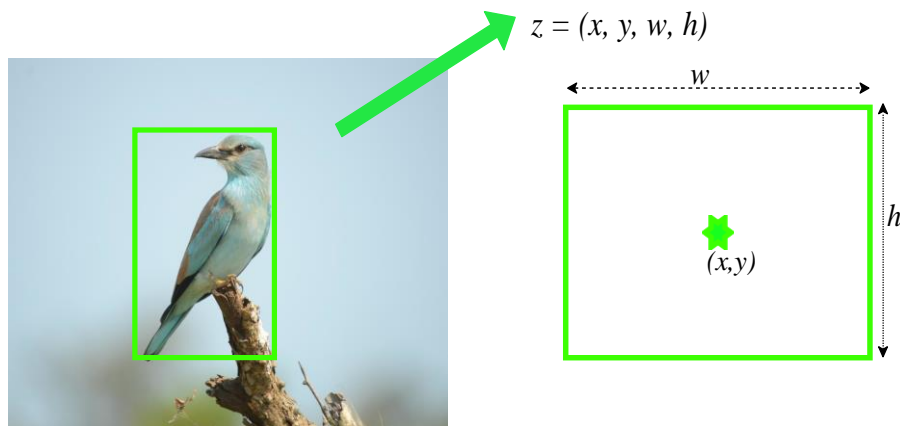 z = (x, y, w, h)
w
h
(x,y)